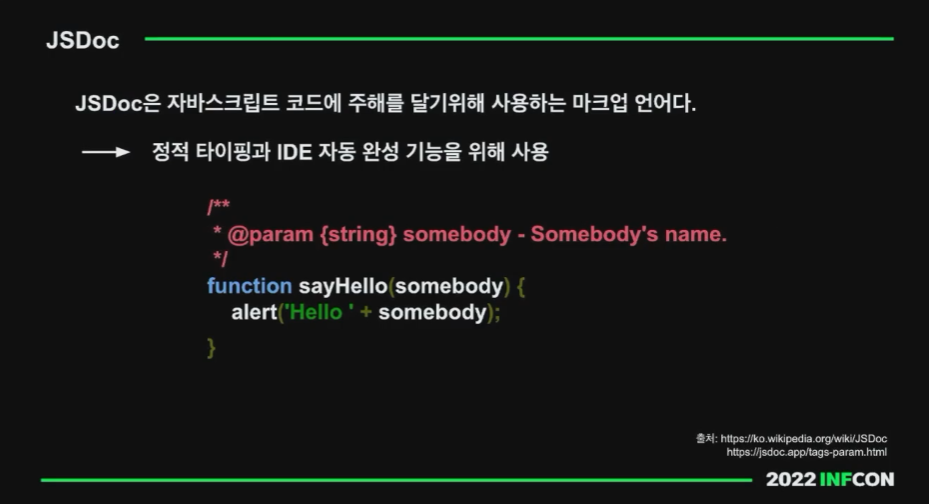 JSDoc
JSDoc은 자바스크립트 코드에 주해를 달기위해 사용하는 마크업 언어다.
정적 타이핑과 IDE 자동 완성 기능을 위해 사용
/**
* @param {string} somebody - Somebody's name.
*/
function sayHello(somebody) {
alert('Hello ' + somebody);
}
출처: https://ko.wikipedia.org/wiki/JSDoc
https://jsdoc.app/tags-param.html
2022 INFCON